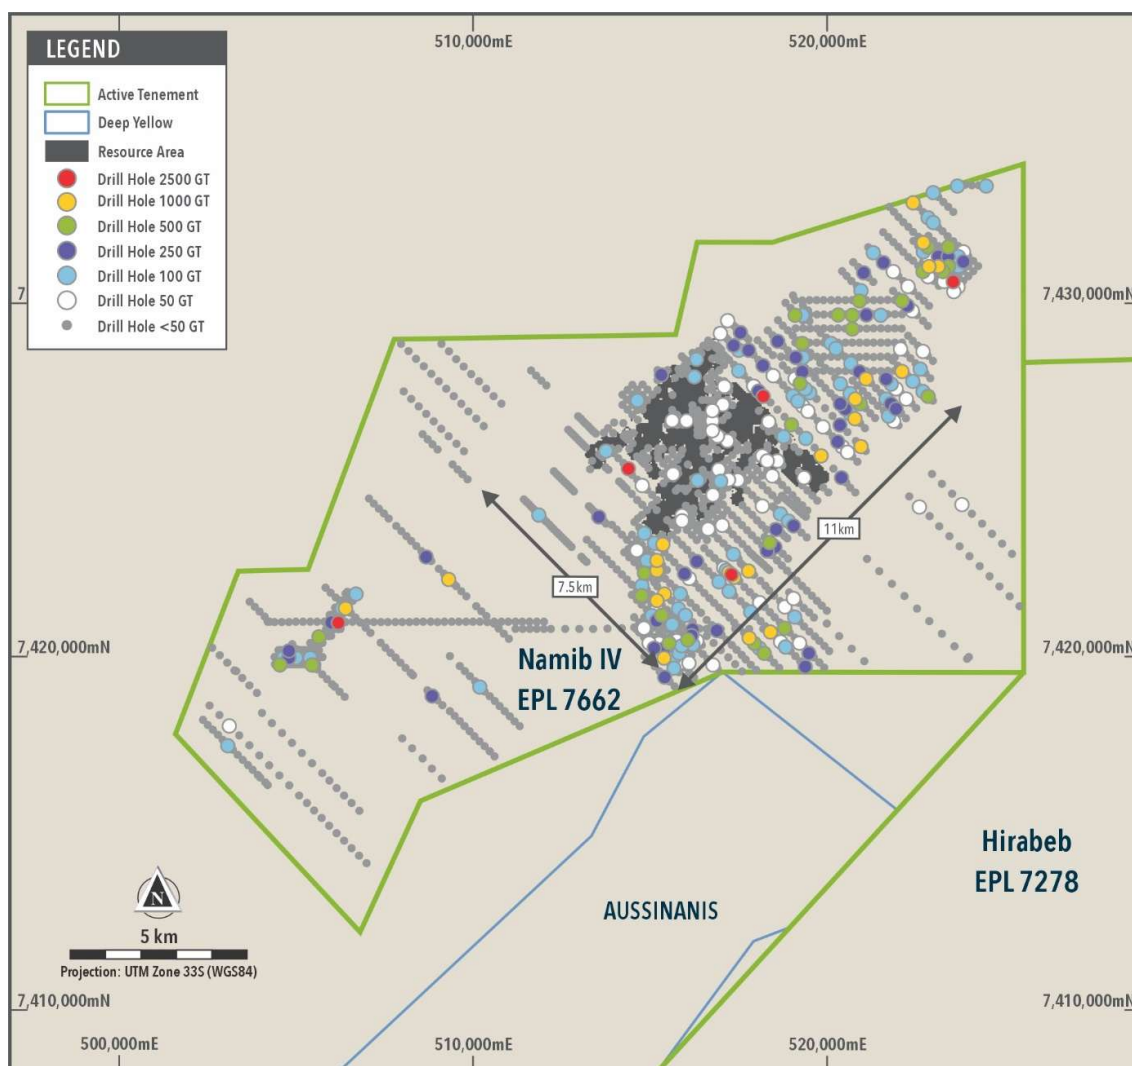 510,000mE
520,000mE
LEGEND
Active Tenement
Deep Yellow
Resource Area
Drill Hole 2500 GT
Drill Hole 1000 GT
Drill Hole 500 GT
Drill Hole 250 GT
Drill Hole 100 GT
Drill Hole 50 GT
Drill Hole <50 GT
7
7,430,000mN
11km
7.5km
7,420,000mN
7,420,000mN
Namib IV
EPL 7662
Hirabeb
EPL 7278
AUSSINANIS
N
5 km
Projection: UTM Zone 33S (WGS84)
7,410,000mN
7,410,000mN
500,000mE
510,000mE
520,000mE